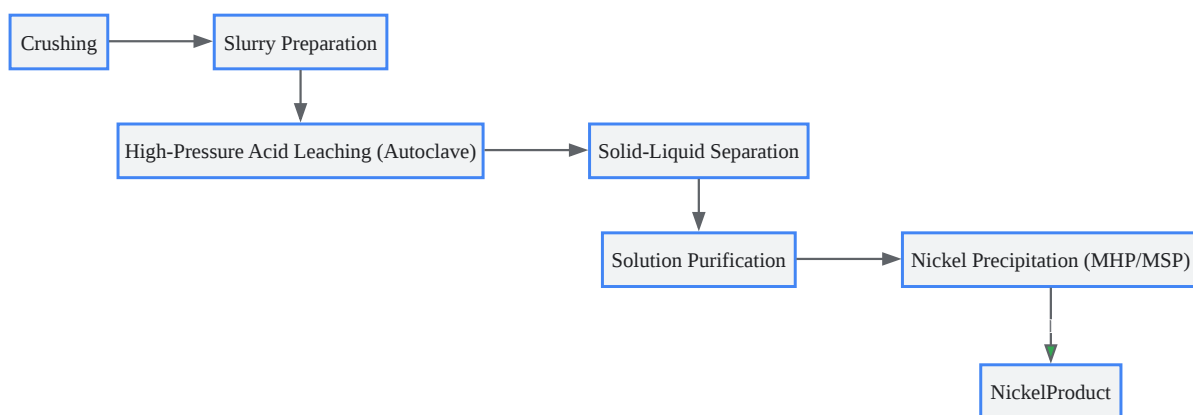 Crushing
Slurry Preparation
High-Pressure Acid Leaching (Autoclave)
Solid-Liquid Separation
Solution Purification
Nickel Precipitation (MHP/MSP)
NickelProduct